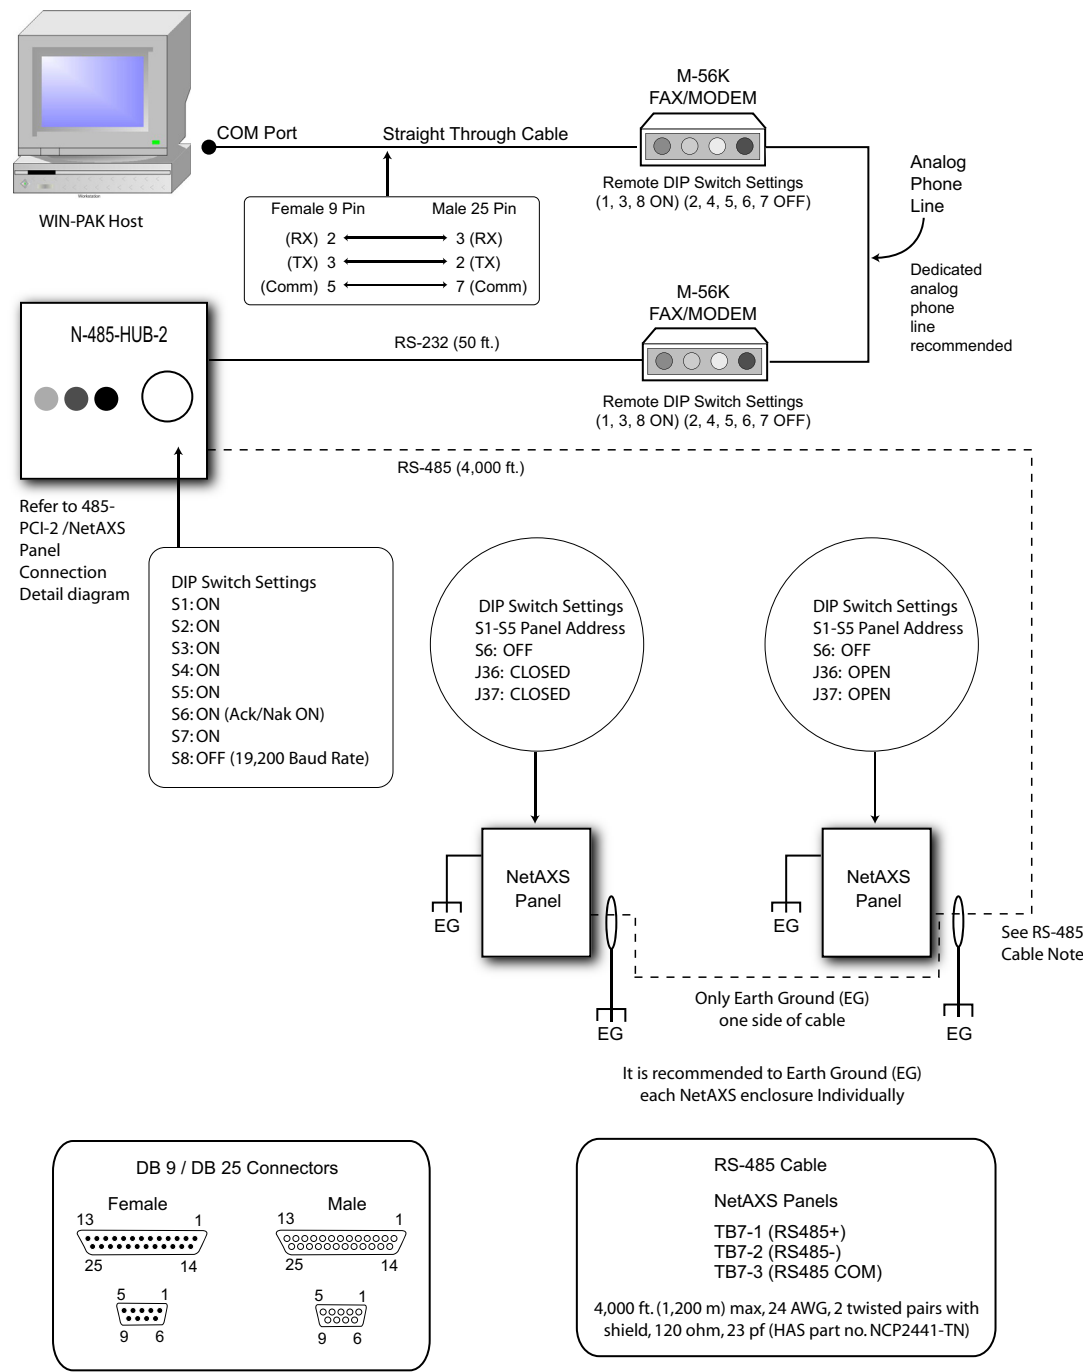 M-56K
FAX/MODEM
COM Port
Straight Through Cable
Workstation
WIN-PAK Host
Remote DIP Switch Settings
(1, 3, 8 ON) (2, 4, 5, 6, 7 OFF)
Analog
Phone
Line
Female 9 Pin Male 25 Pin
(RX) 2 3 (RX)
(TX) 3 2 (TX)
(Comm) 5 7 (Comm)
Dedicated
analog
phone
line
recommended
N-485-HUB-2
RS-232 (50 ft.)
M-56K
FAX/MODEM
Remote DIP Switch Settings
(1, 3, 8 ON) (2, 4, 5, 6, 7 OFF)
RS-485 (4,000 ft.)
Refer to 485-
PCI-2 /NetAXS
Panel
Connection
Detail diagram
DIP Switch Settings
S1: ON
S2: ON
S3: ON
S4: ON
S5: ON
S6: ON (Ack/Nak ON)
S7: ON
S8: OFF (19,200 Baud Rate)
DIP Switch Settings
S1-S5 Panel Address
S6: OFF
J36: CLOSED
J37: CLOSED
DIP Switch Settings
S1-S5 Panel Address
S6: OFF
J36: OPEN
J37: OPEN
NetAXS
Panel
EG
EG
NetAXS
Panel
EG
EG
See RS-485
Cable Note
Only Earth Ground (EG)
one side of cable
It is recommended to Earth Ground (EG)
each NetAXS enclosure Individually
DB 9 / DB 25 Connectors
Female Male
13 1 13 1
25 14 25 14
5 1 5 1
9 6 9 6
RS-485 Cable
NetAXS Panels
TB7-1 (RS485+)
TB7-2 (RS485-)
TB7-3 (RS485 COM)
4,000 ft. (1,200 m) max, 24 AWG, 2 twisted pairs with
shield, 120 ohm, 23 pf (HAS part no. NCP2441-TN)